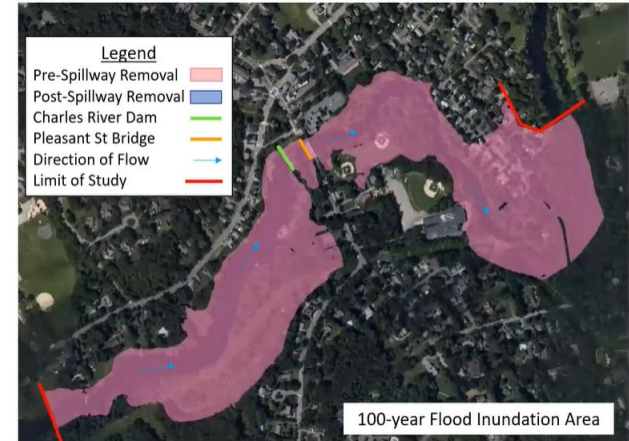 Legend
Pre-Spillway Removal
Post-Spillway Removal
Charles River Dam
Pleasant St Bridge
Direction of Flow
Limit of Study
100-year Flood Inundation Area